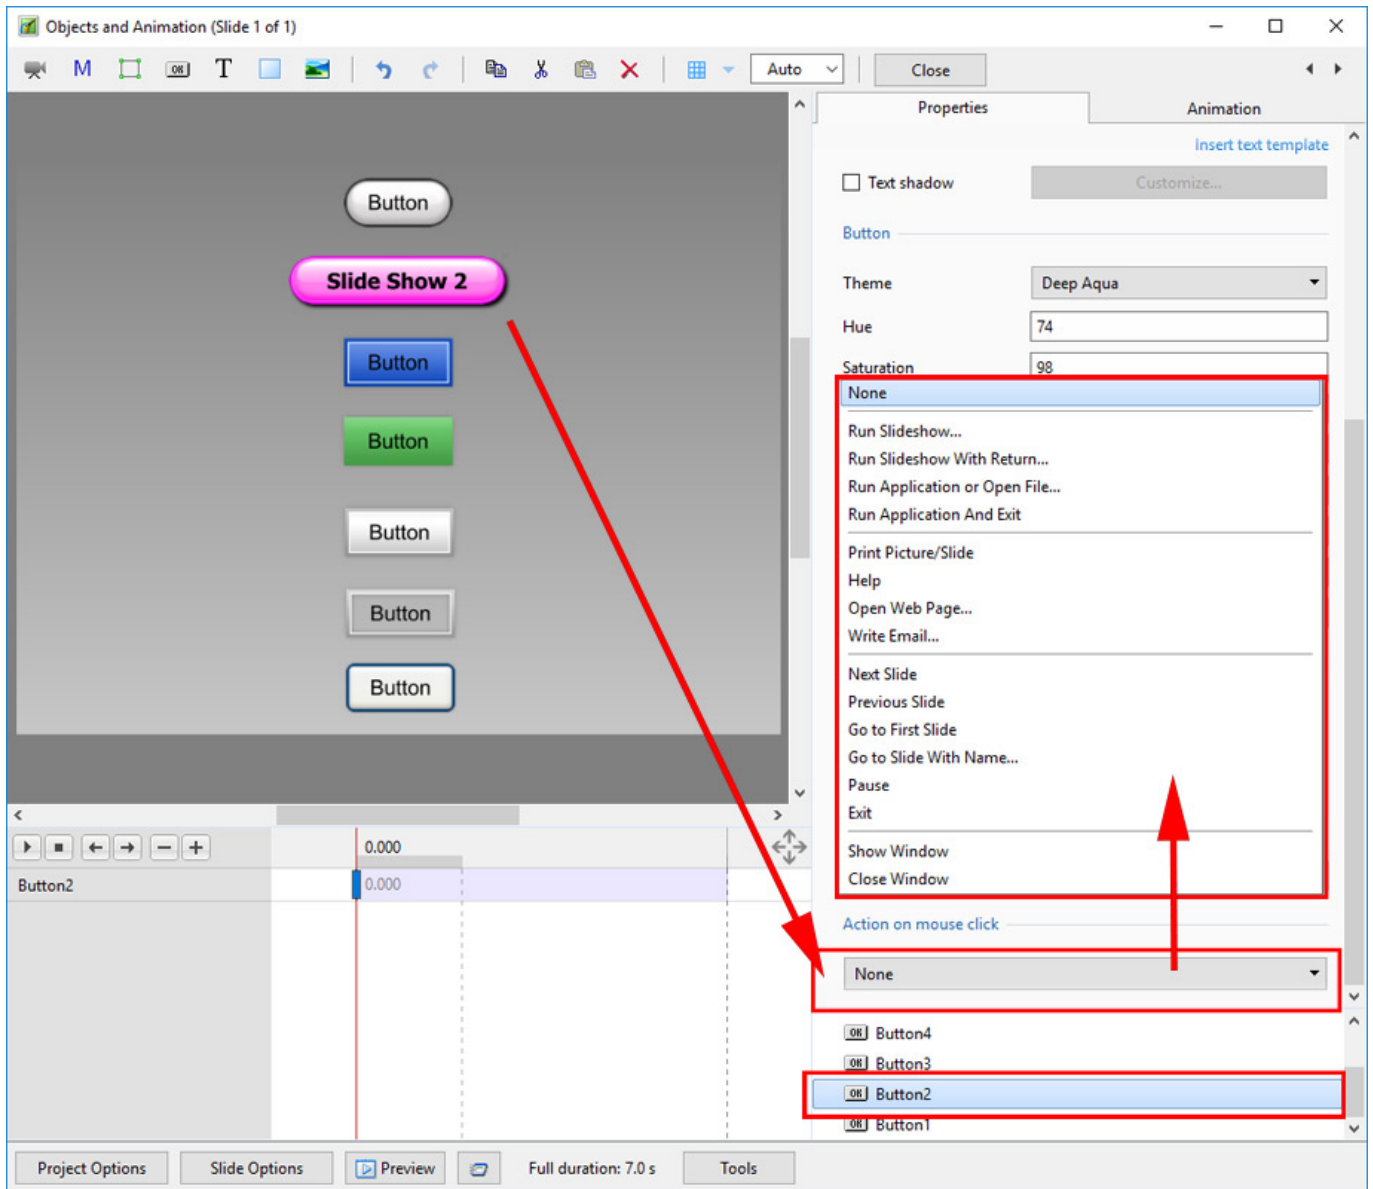 Objects and Animation (Slide 1 of 1)
M
OK
T
Auto
Close
Properties
Animation
Insert text template
Text shadow
Customize...
Button
Theme
Deep Aqua
Hue
74
Saturation
98
None
Run Slideshow...
Run Slideshow With Return...
Run Application or Open File...
Run Application And Exit
Print Picture/Slide
Help
Open Web Page...
Write Email...
Next Slide
Previous Slide
Go to First Slide
Go to Slide With Name...
Pause
Exit
Show Window
Close Window
Action on mouse click
None
OK Button4
OK Button3
OK Button2
OK Button1
Button
Slide Show 2
Button
Button
Button
Button
Button
0.000
Button2
0.000
Project Options
Slide Options
Preview
Full duration: 7.0 s
Tools